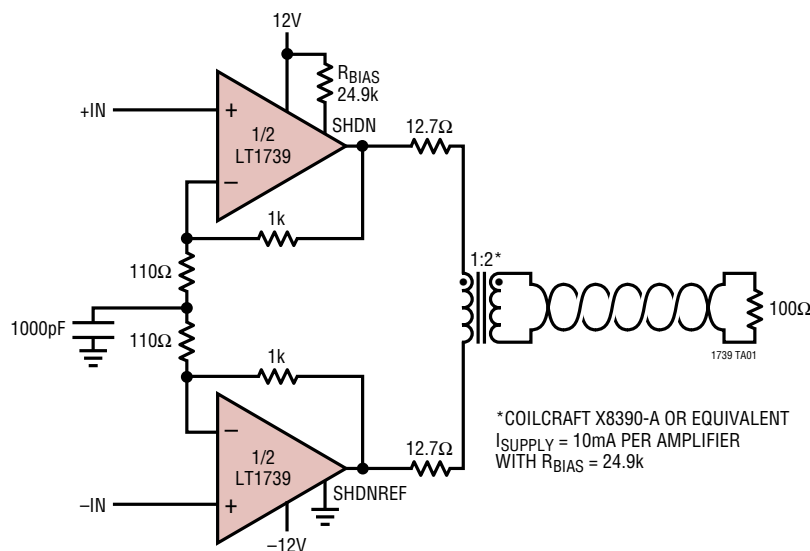 12V
R_BIAS
24.9k
SHDN
+IN
+
1/2
LT1739
–
12.7Ω
1k
110Ω
1:2*
1000pF
110Ω
100Ω
1739 TA01
1k
*COILCRAFT X8390-A OR EQUIVALENT
I_SUPPLY = 10mA PER AMPLIFIER
WITH R_BIAS = 24.9k
–
1/2
LT1739
12.7Ω
SHDNREF
–IN
+
–12V